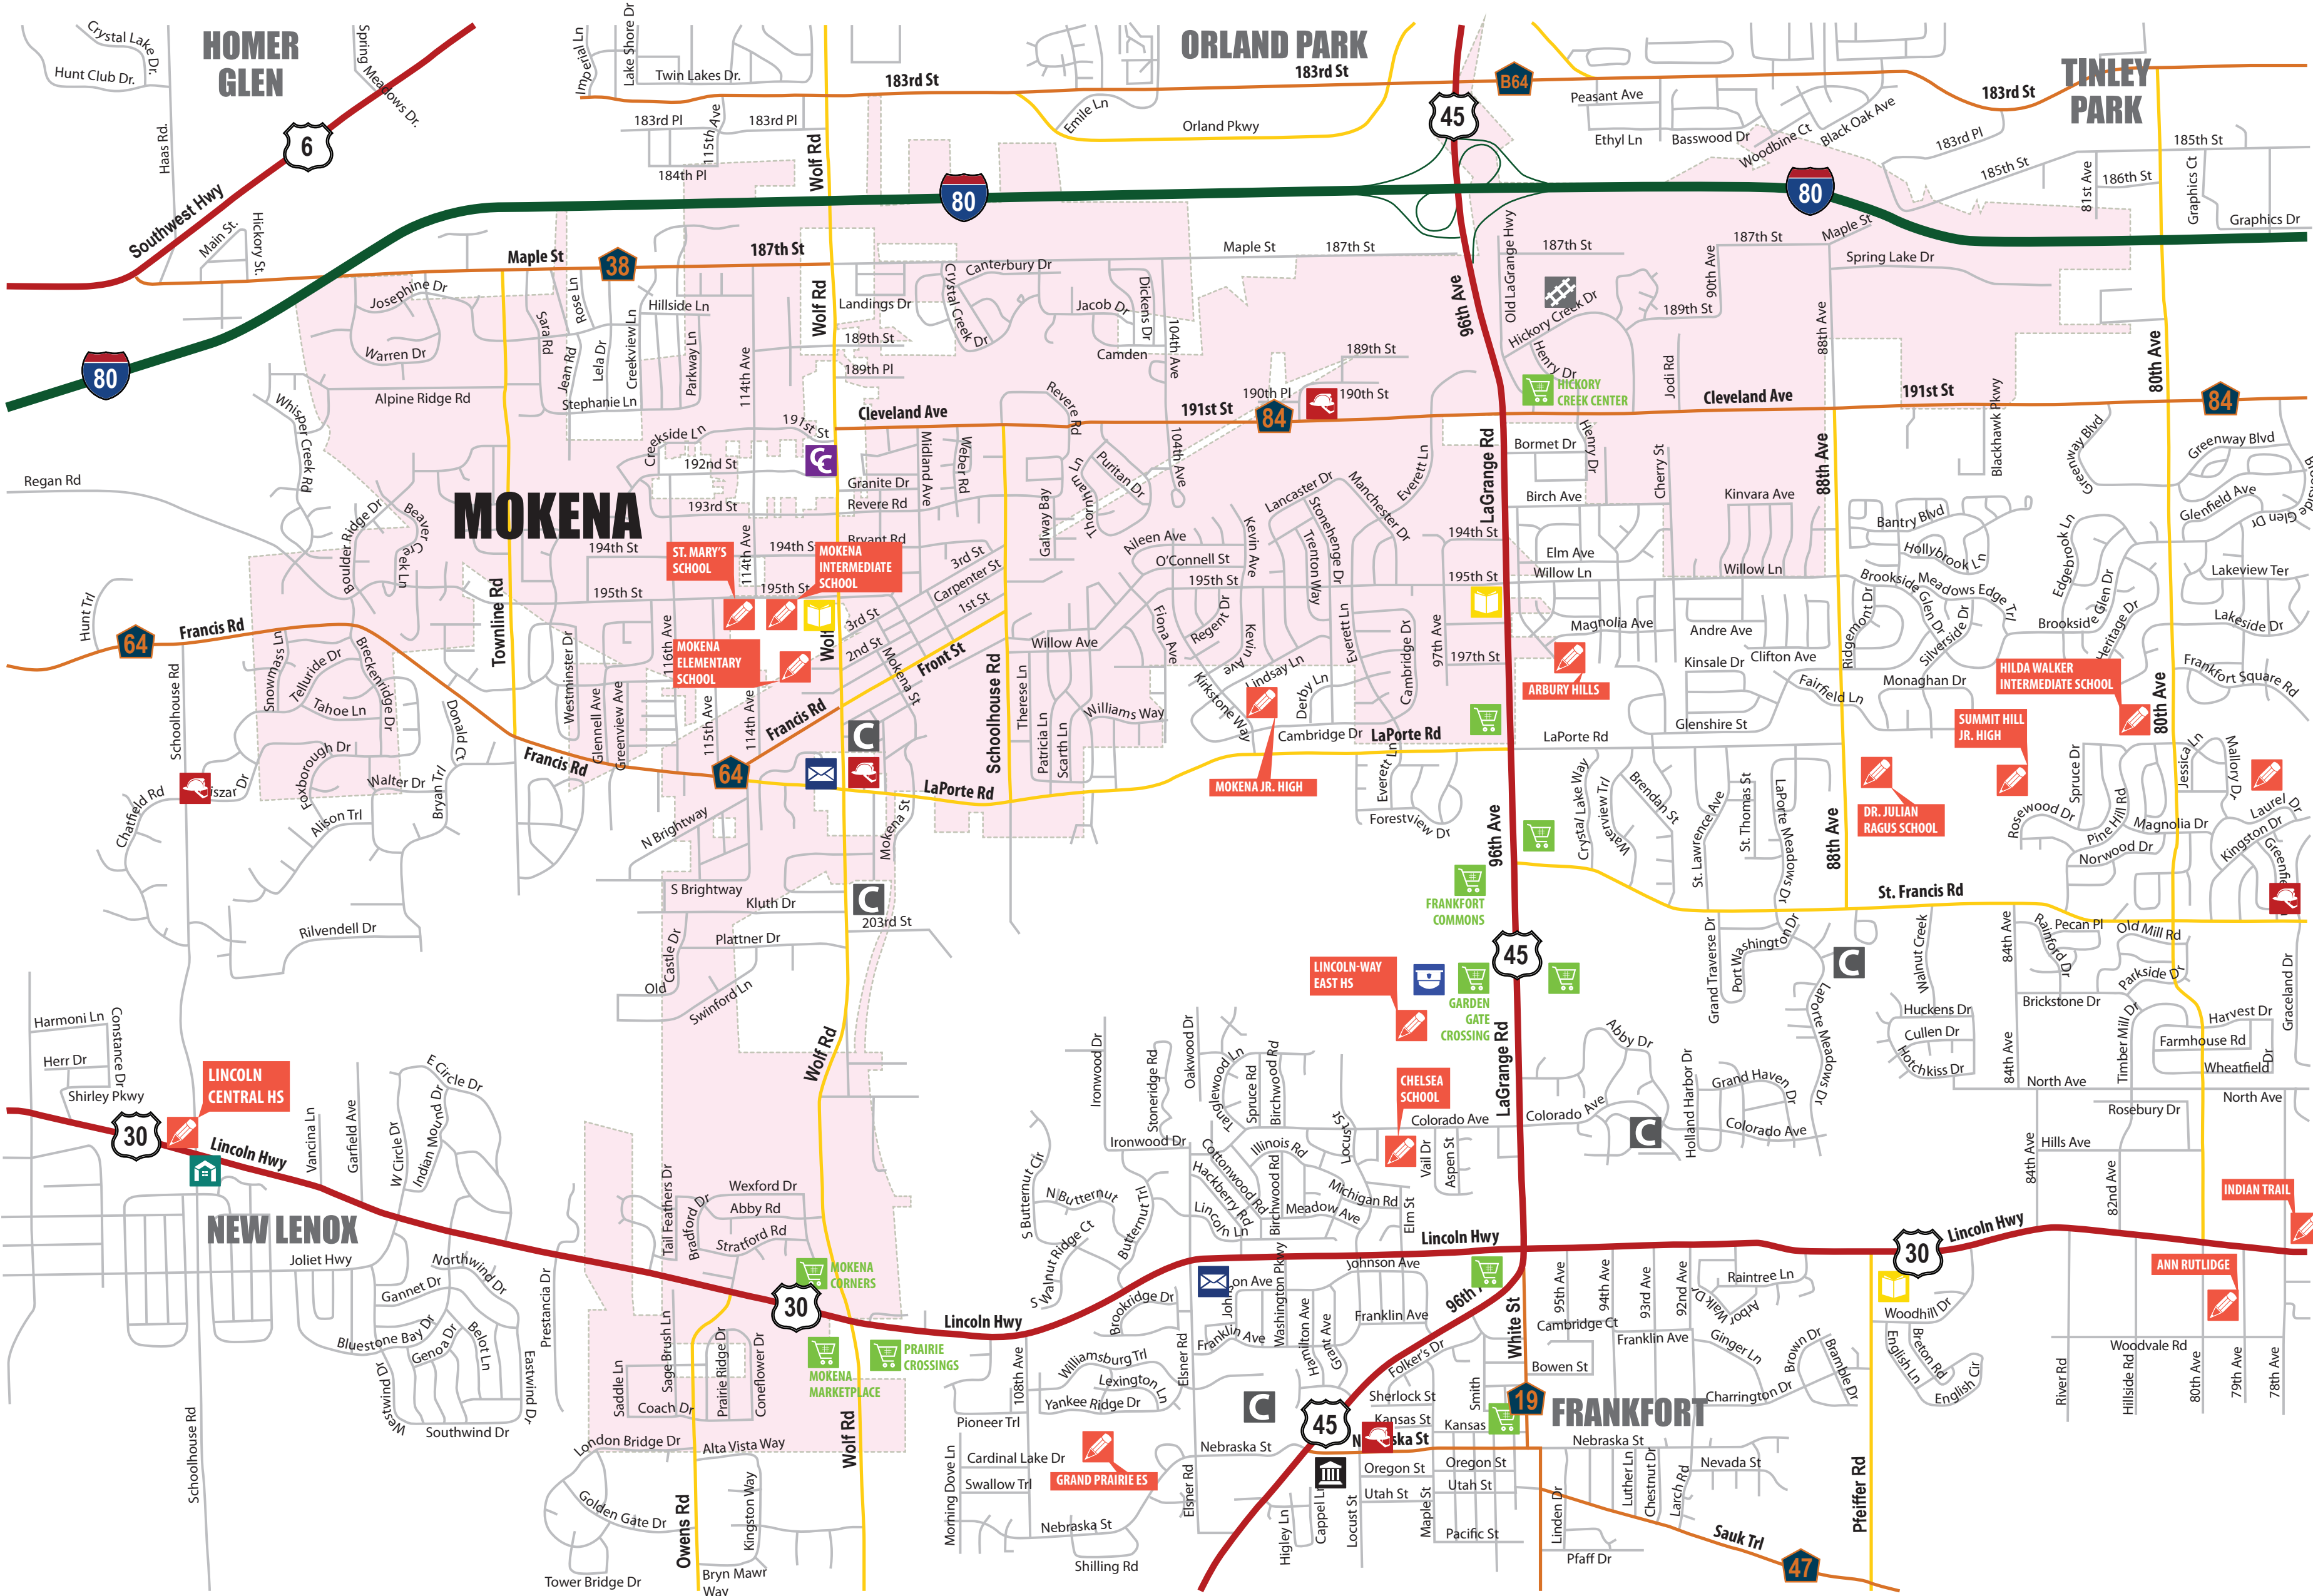 Crystal Lake Dr.
Hunt Club Dr.
HOMER
GLEN
Spring Meadows Dr.
Haas Rd.
6
Southwest Hwy
Main St.
Hickory St.
Imperial Ln
Lake Shore Dr
Twin Lakes Dr.
183rd St
ORLAND PARK
183rd St
B64
45
Peasant Ave
Ethyl Ln
Basswood Dr
Woodbine Ct
Black Oak Ave
TINLEY
PARK
183rd St
183rd Pl
185th St
185th St
186th St
81st Ave
Graphics Ct
Graphics Dr
183rd Pl
115th Ave
183rd Pl
184th Pl
Wolf Rd
Emile Ln
Orland Pkwy
80
80
80
Maple St
38
187th St
Maple St
187th St
Old LaGrange Hwy
187th St
187th St
Maple St
Spring Lake Dr
Josephine Dr
Warren Dr
Alpine Ridge Rd
Sara Rd
Rose Ln
Jean Rd
Lela Dr
Creekview Ln
Hillside Ln
Parkway Ln
Stephanie Ln
114th Ave
Wolf Rd
Landings Dr
189th St
189th Pl
Crystal Creek Dr
Canterbury Dr
Jacob Dr
Dickens Dr
Camden
104th Ave
189th St
190th Pl
190th St
96th Ave
Hickory Creek Dr
Henry Dr
HICKORY
CREEK CENTER
90th Ave
189th St
Jodi Rd
88th Ave
80th Ave
Cleveland Ave
191st St
84
Cleveland Ave
191st St
84
Whisper Creek Rd
Regan Rd
MOKENA
Creekside Ln
191st St
192nd St
193rd St
CC
Granite Dr
Revere Rd
Bryant Rd
Midland Ave
Weber Rd
Revere Rd
Puritan Dr
Thornham Ln
Galway Bay
104th Ave
Lancaster Dr
Stonehenge Dr
Manchester Dr
Everett Ln
LaGrange Rd
Bormet Dr
Henry Dr
Cherry St
Birch Ave
Kinvara Ave
88th Ave
Blackhawk Pkwy
Greenway Blvd
Greenway Blvd
Glenfield Ave
Bantry Blvd
Hollybrook Ln
Edgebrook Ln
Boulder Ridge Dr
Beaver Creek Ln
194th St
194th St
114th Ave
ST. MARY'S
SCHOOL
MOKENA
INTERMEDIATE
SCHOOL
195th St
195th St
3rd St
Carpenter St
1st St
3rd St
2nd St
Mokena St
Front St
Aileen Ave
O'Connell St
195th St
Kevin Ave
Trenton Way
194th St
195th St
Elm Ave
Willow Ln
Willow Ln
Brookside Glen Dr
Meadows Edge Trl
Lakeview Ter
Lakeside Dr
Hunt Trl
64
Francis Rd
Snowmass Ln
Telluride Dr
Tahoe Ln
Breckenridge Dr
Townline Rd
Westminster Dr
116th Ave
MOKENA
ELEMENTARY
SCHOOL
Glennell Ave
Greenview Ave
115th Ave
114th Ave
Francis Rd
Francis Rd
64
Schoolhouse Rd
Willow Ave
Therese Ln
Patricia Ln
Scarth Ln
Williams Way
Fiona Ave
Regent Dr
Kevin Ave
Kirkstone Way
Lindsay Ln
Derby Ln
Everett Ln
Cambridge Dr
97th Ave
197th St
Cambridge Dr
LaPorte Rd
MOKENA JR. HIGH
Magnolia Ave
ARBURY HILLS
Andre Ave
Kinsale Dr
Clifton Ave
Glenshire St
Fairfield Ln
Ridgemont Dr
Silverside Dr
Monaghan Dr
Brookside Glen Dr
Heritage Dr
HILDA WALKER
INTERMEDIATE SCHOOL
SUMMIT HILL
JR. HIGH
Frankfort Square Rd
80th Ave
Schoolhouse Rd
Chatfield Rd
Foxborough Dr
Walter Dr
Alison Trl
Bryan Trl
Donald Ct
N Brightway
S Brightway
Kluth Dr
C
LaPorte Rd
Mokena St
C
203rd St
Everett Ln
Forestview Dr
LaPorte Rd
96th Ave
Crystal Lake Way
Waterview Trl
Brendan St
St. Lawrence Ave
St. Thomas St
LaPorte Meadows Dr
88th Ave
DR. JULIAN
RAGUS SCHOOL
Rosewood Dr
Spruce Dr
Pine Hill Rd
Norwood Dr
Magnolia Dr
Jessica Ln
Mallory Dr
Laurel Dr
Kingston Dr
Rilvendell Dr
Old Castle Dr
Plattner Dr
Swinford Ln
FRANKFORT
COMMONS
St. Francis Rd
45
LINCOLN-WAY
EAST HS
GARDEN
GATE
CROSSING
Grand Traverse Dr
Port Washington Dr
C
LaPorte Meadows Dr
Walnut Creek
84th Ave
Rainford Dr
Pecan Pl
Old Mill Rd
Parkside Dr
Brickstone Dr
Graceland Dr
Harmoni Ln
Constance Dr
Herr Dr
Shirley Pkwy
LINCOLN
CENTRAL HS
30
Lincoln Hwy
Vancina Ln
Garfield Ave
W Circle Dr
Indian Mound Dr
E Circle Dr
Wolf Rd
Ironwood Dr
Stoneridge Rd
Oakwood Dr
Tanglewood Ln
Spruce Rd
Birchwood Rd
CHELSEA
SCHOOL
LaGrange Rd
Locust St
Colorado Ave
Colorado Ave
Abby Dr
Holland Harbor Dr
Grand Haven Dr
Colorado Ave
C
Huckens Dr
Cullen Dr
Hotchkiss Dr
84th Ave
Timber Mill Dr
Harvest Dr
Farmhouse Rd
Wheatfield Dr
North Ave
North Ave
Rosebury Dr
Hills Ave
84th Ave
82nd Ave
INDIAN TRAIL
NEW LENOX
Joliet Hwy
Tail Feathers Dr
Bradford Dr
Wexford Dr
Abby Rd
Stratford Rd
MOKENA
CORNERS
30
S Butternut Cir
N Butternut
Butternut Trl
S Walnut Ridge Ct
Ironwood Dr
Cottonwood Rd
Hackberry Rd
Illinois Rd
Birchwood Rd
Lincoln Ln
Meadow Ave
Michigan Rd
Vail Dr
Aspen St
Elm St
Lincoln Hwy
30
Lincoln Hwy
Gannet Dr
Northwind Dr
Bluestone Bay Dr
Genoa Dr
Belot Ln
Westwind Dr
Southwind Dr
Eastwind Dr
Prestancia Dr
Saddle Ln
Sage Brush Ln
Coach Dr
Prairie Ridge Dr
Coneflower Dr
MOKENA
MARKETPLACE
PRAIRIE
CROSSINGS
Lincoln Hwy
Brookridge Dr
Washington Pkwy
Johnson Ave
Franklin Ave
Franklin Ave
Hamilton Ave
Grant Ave
96th
White St
95th Ave
94th Ave
93rd Ave
92nd Ave
Raintree Ln
Arbor Walk Dr
Cambridge Ct
Franklin Ave
Bowen St
Ginger Ln
Brown Dr
Bramble Dr
Charrington Dr
Woodhill Dr
English Ln
Breton Rd
English Cir
ANN RUTLIDGE
Woodvale Rd
River Rd
Hillside Rd
80th Ave
79th Ave
78th Ave
Schoolhouse Rd
London Bridge Dr
Alta Vista Way
Golden Gate Dr
Tower Bridge Dr
Owens Rd
Kingston Way
Bryn Mawr
Way
Wolf Rd
108th Ave
Williamsburg Trl
Lexington Ln
Yankee Ridge Dr
Pioneer Trl
Cardinal Lake Dr
Swallow Trl
Morning Dove Ln
GRAND PRAIRIE ES
Nebraska St
Shilling Rd
Elsner Rd
Elsner Rd
Nebraska St
C
45
Folker's Dr
Sherlock St
Kansas St
Kansas
Smith
19
FRANKFORT
Oregon St
Oregon St
Utah St
Utah St
Pacific St
Higley Ln
Cappel Ln
Locust St
Maple St
Nebraska St
Linden Dr
Luther Ln
Chestnut Dr
Larch Rd
Nevada St
Pfaff Dr
Sauk Trl
47
Pfeiffer Rd